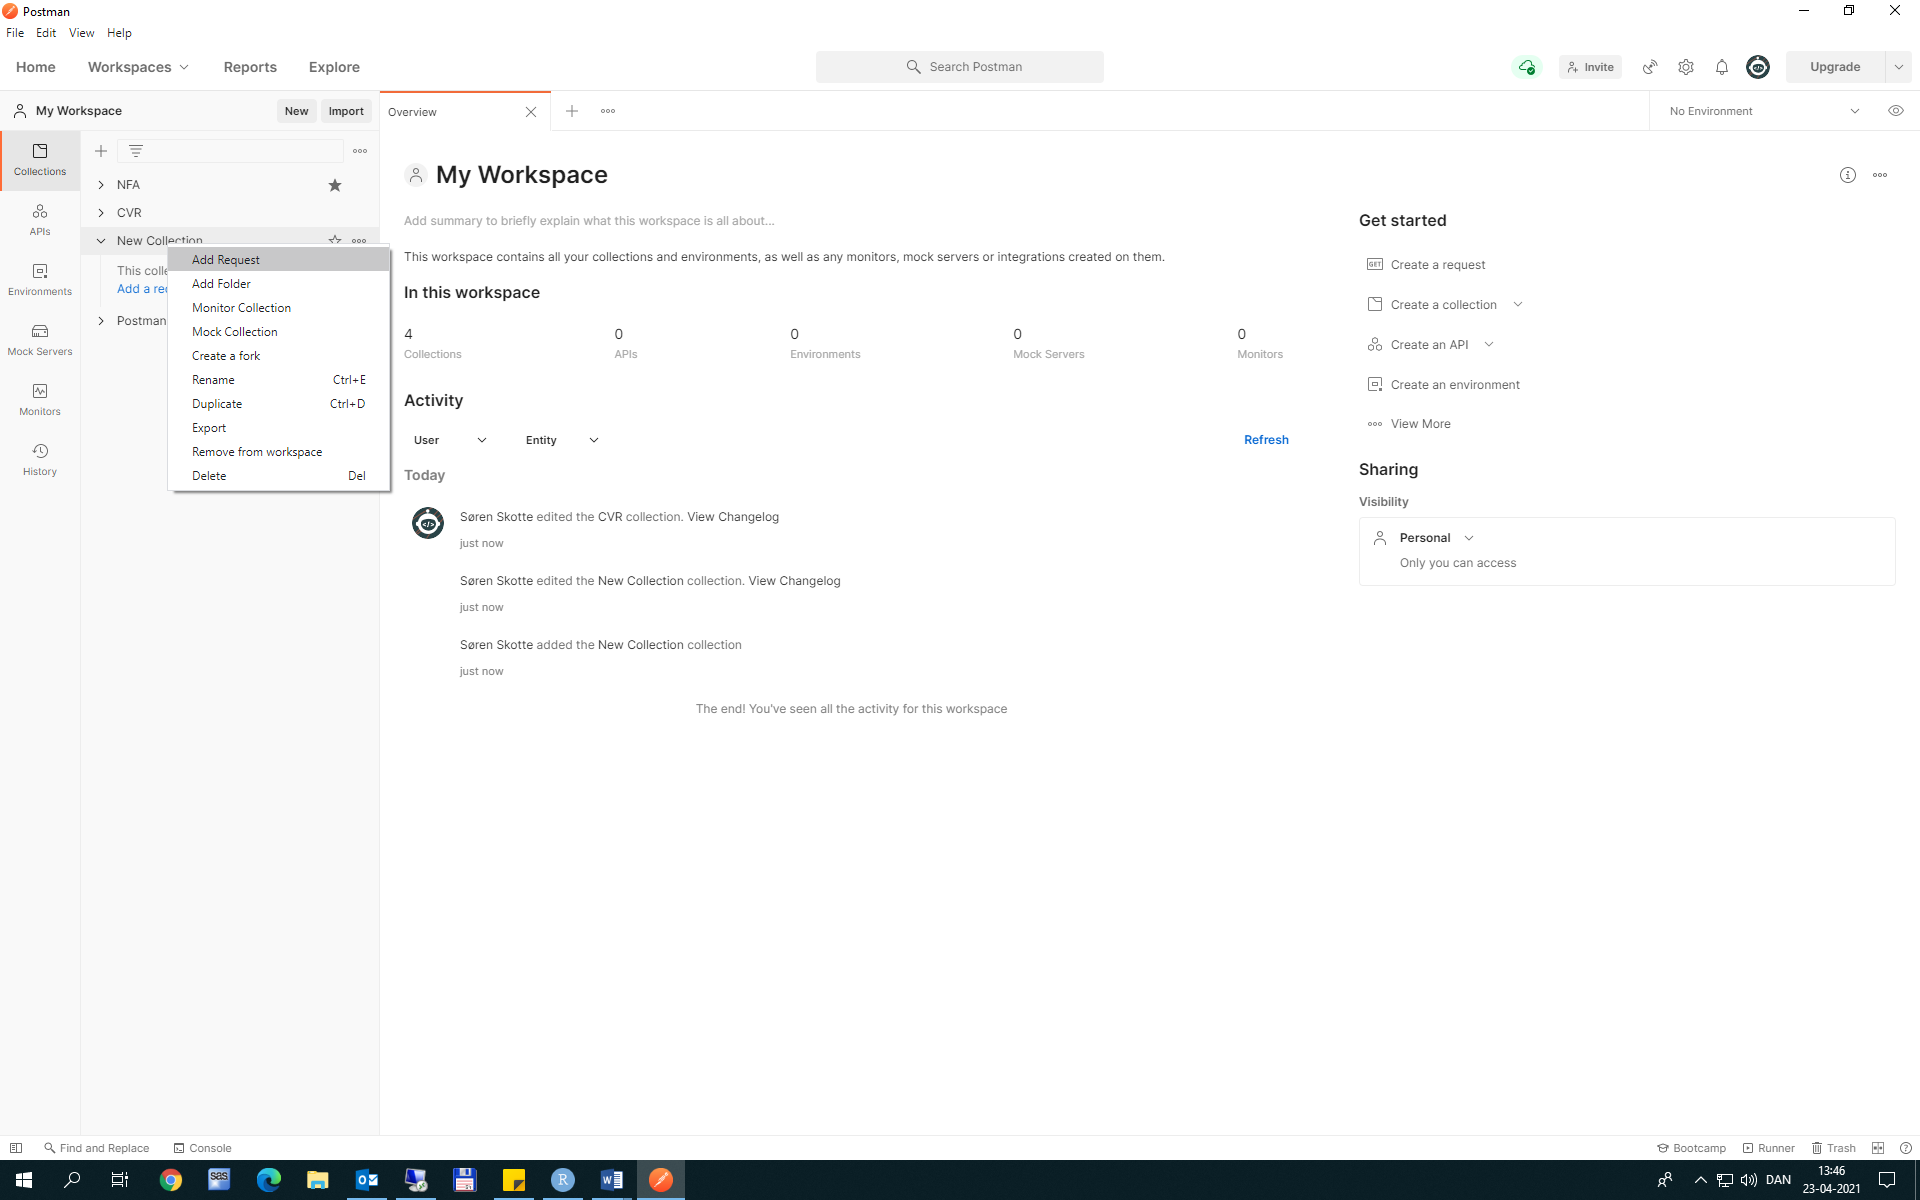 Postman
File Edit View Help
Home Workspaces Reports Explore
Search Postman
Invite
Upgrade
My Workspace
New Import
Overview
No Environment
Collections
APIs
Environments
Mock Servers
Monitors
History
NFA
CVR
New Collection
This colle
Add a re
Postman
Add Request
Add Folder
Monitor Collection
Mock Collection
Create a fork
Rename Ctrl+E
Duplicate Ctrl+D
Export
Remove from workspace
Delete Del
My Workspace
Add summary to briefly explain what this workspace is all about...
This workspace contains all your collections and environments, as well as any monitors, mock servers or integrations created on them.
In this workspace
4 0 0 0 0
Collections APIs Environments Mock Servers Monitors
Activity
User Entity Refresh
Today
Søren Skotte edited the CVR collection. View Changelog
just now
Søren Skotte edited the New Collection collection. View Changelog
just now
Søren Skotte added the New Collection collection
just now
The end! You've seen all the activity for this workspace
Get started
GET Create a request
Create a collection
Create an API
Create an environment
View More
Sharing
Visibility
Personal
Only you can access
Find and Replace Console
Bootcamp Runner Trash
sas
DAN
13:46
23-04-2021